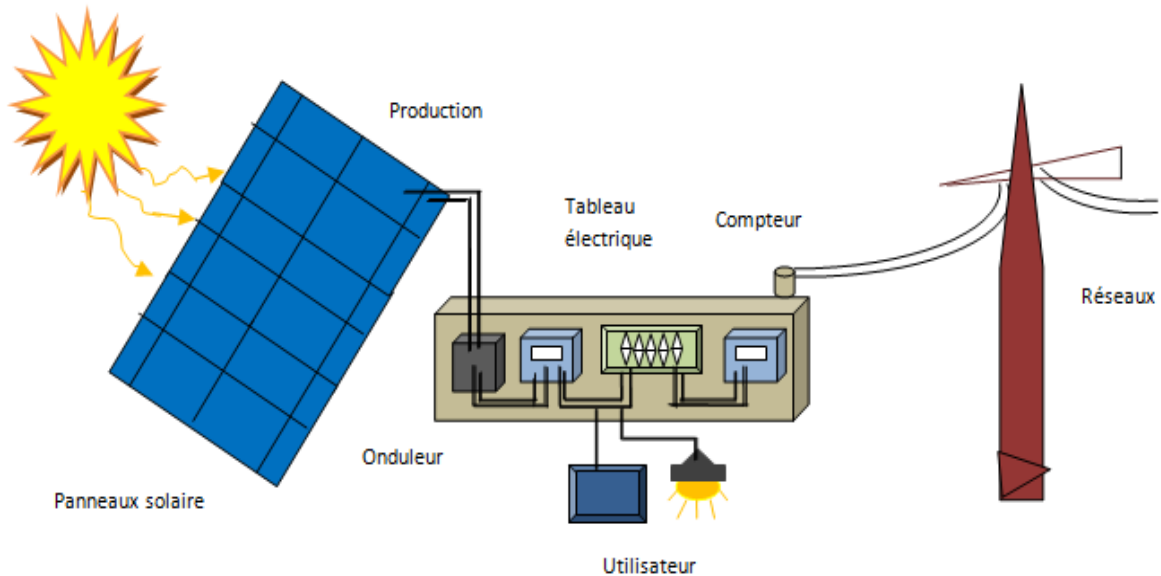 Production
Tableau
électrique
Compteur
Réseaux
Onduleur
Panneaux solaire
Utilisateur